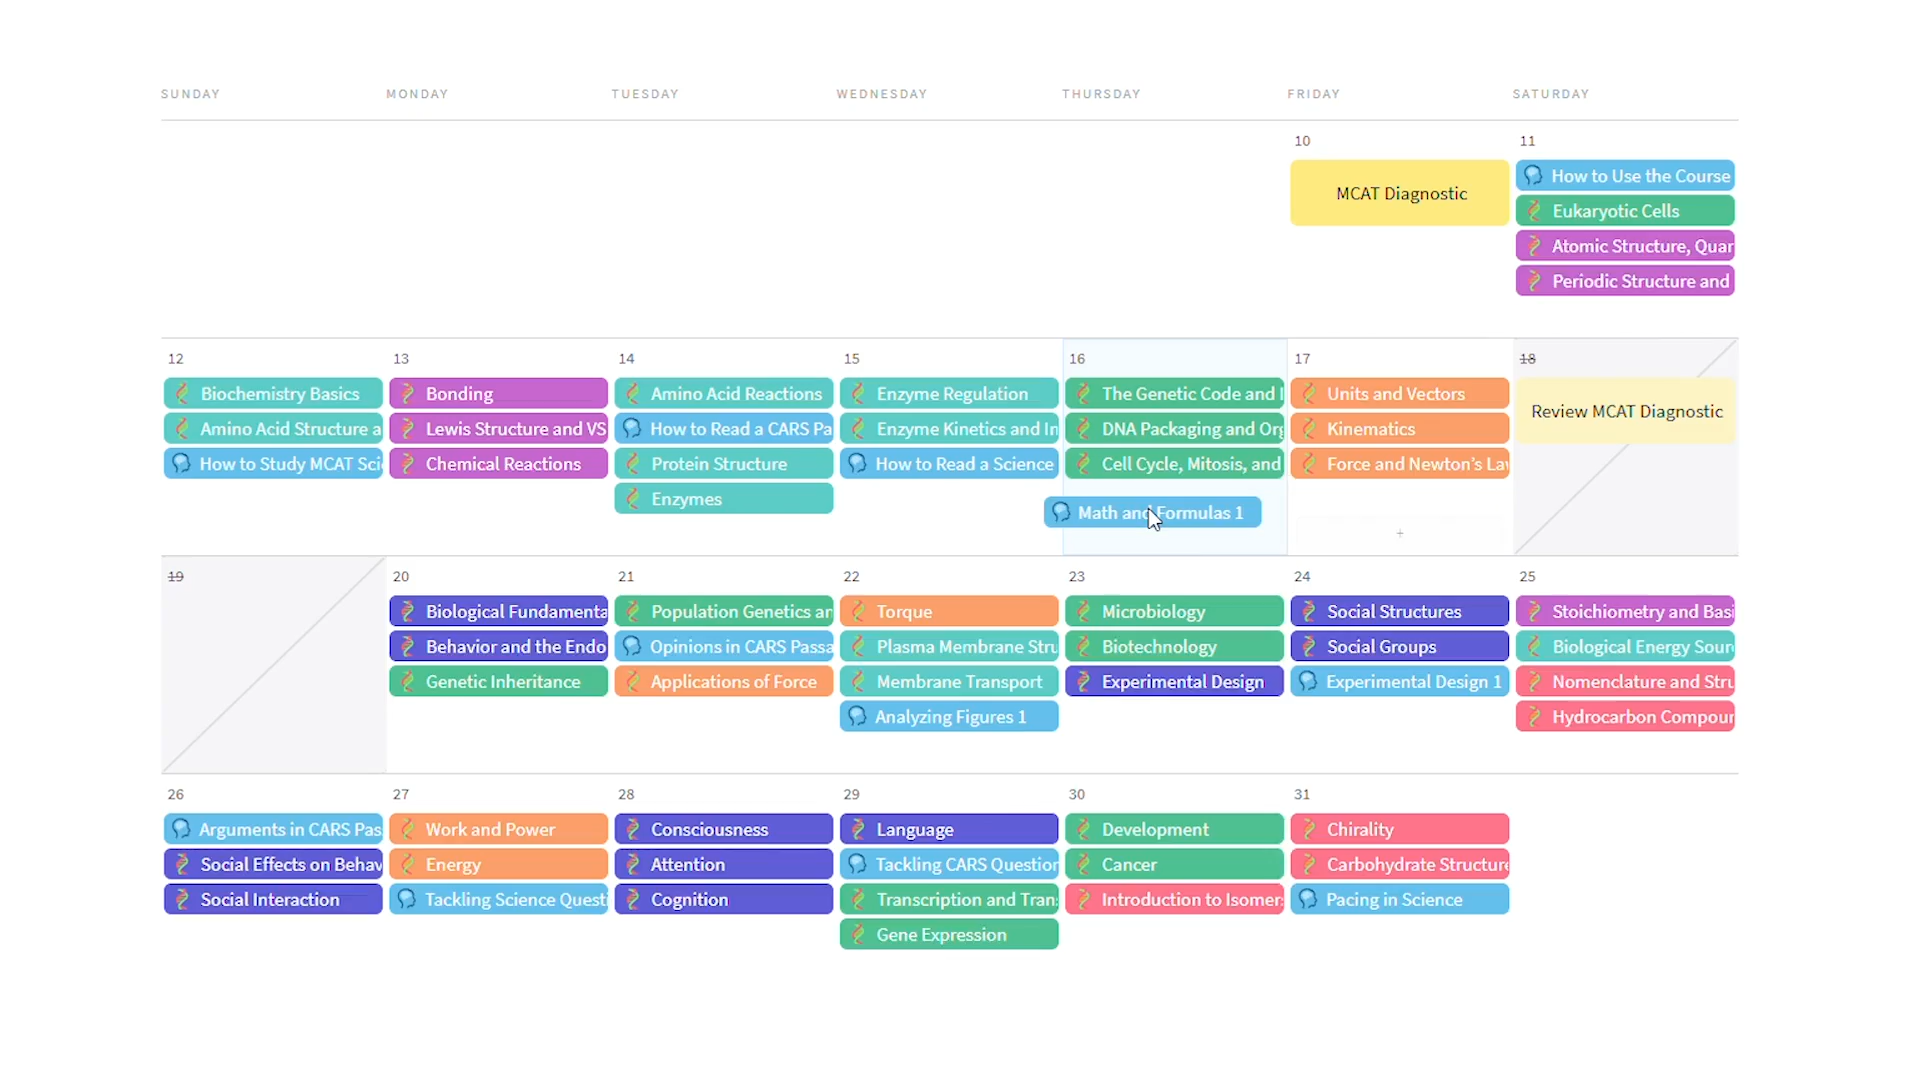 SUNDAY MONDAY TUESDAY WEDNESDAY THURSDAY FRIDAY SATURDAY
10
MCAT Diagnostic
11
How to Use the Course
Eukaryotic Cells
Atomic Structure, Quan
Periodic Structure and
12
Biochemistry Basics
Amino Acid Structure a
How to Study MCAT Sci
13
Bonding
Lewis Structure and VS
Chemical Reactions
14
Amino Acid Reactions
How to Read a CARS Pa
Protein Structure
Enzymes
15
Enzyme Regulation
Enzyme Kinetics and In
How to Read a Science
16
The Genetic Code and
DNA Packaging and Org
Cell Cycle, Mitosis, and
Math and Formulas 1
17
Units and Vectors
Kinematics
Force and Newton's La
+
18
Review MCAT Diagnostic
19
20
Biological Fundamenta
Behavior and the Endo
Genetic Inheritance
21
Population Genetics an
Opinions in CARS Passa
Applications of Force
22
Torque
Plasma Membrane Stru
Membrane Transport
Analyzing Figures 1
23
Microbiology
Biotechnology
Experimental Design
24
Social Structures
Social Groups
Experimental Design 1
25
Stoichiometry and Basi
Biological Energy Sour
Nomenclature and Stru
Hydrocarbon Compoun
26
Arguments in CARS Pas
Social Effects on Behav
Social Interaction
27
Work and Power
Energy
Tackling Science Questi
28
Consciousness
Attention
Cognition
29
Language
Tackling CARS Question
Transcription and Tran
Gene Expression
30
Development
Cancer
Introduction to Isomer
31
Chirality
Carbohydrate Structure
Pacing in Science